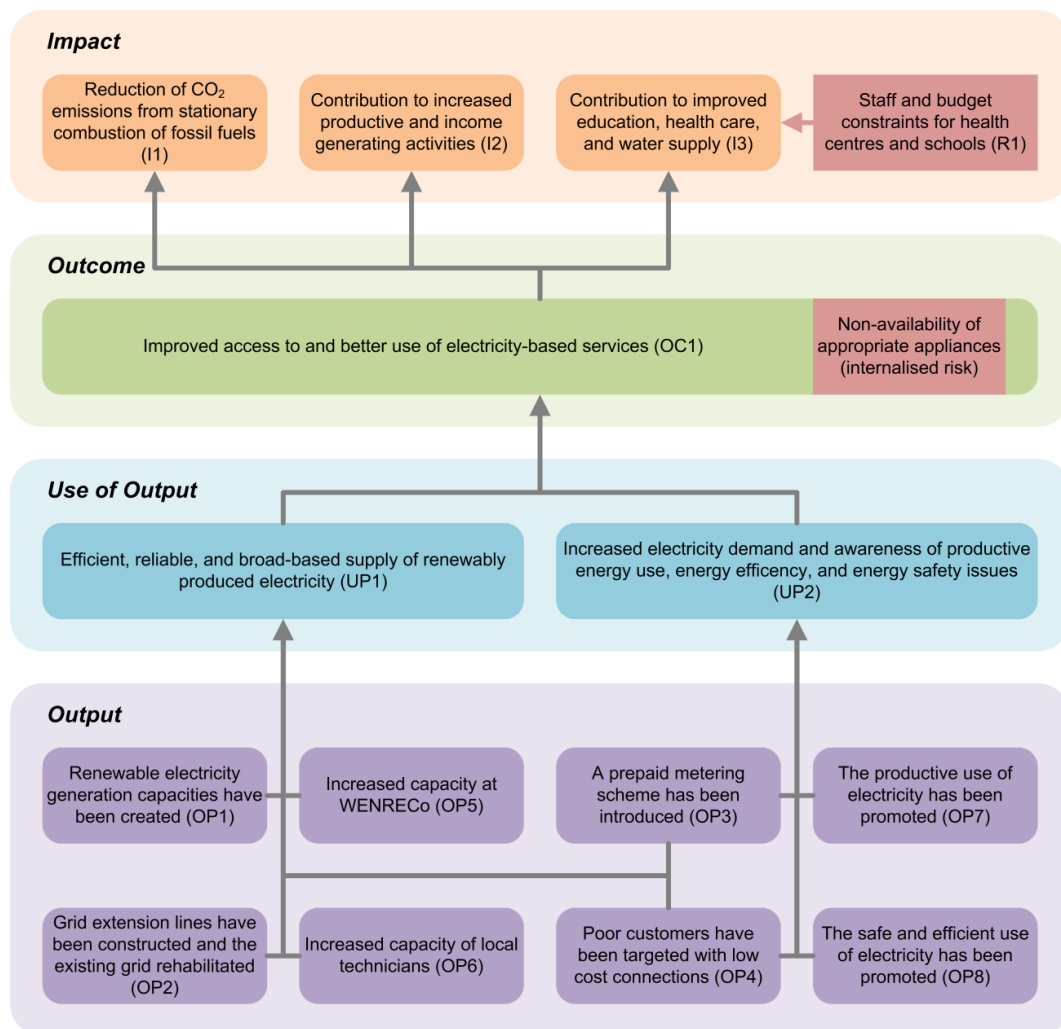 Impact
Reduction of CO₂
emissions from stationary
combustion of fossil fuels
(I1)
Contribution to increased
productive and income
generating activities (I2)
Contribution to improved
education, health care,
and water supply (I3)
Staff and budget
constraints for health
centres and schools (R1)
Outcome
Improved access to and better use of electricity-based services (OC1)
Non-availability of
appropriate appliances
(internalised risk)
Use of Output
Efficient, reliable, and broad-based supply of renewably
produced electricity (UP1)
Increased electricity demand and awareness of productive
energy use, energy efficency, and energy safety issues
(UP2)
Output
Renewable electricity
generation capacities have
been created (OP1)
Increased capacity at
WENRECo (OP5)
A prepaid metering
scheme has been
introduced (OP3)
The productive use of
electricity has been
promoted (OP7)
Grid extension lines have
been constructed and the
existing grid rehabilitated
(OP2)
Increased capacity of local
technicians (OP6)
Poor customers have
been targeted with low
cost connections (OP4)
The safe and efficient use
of electricity has been
promoted (OP8)